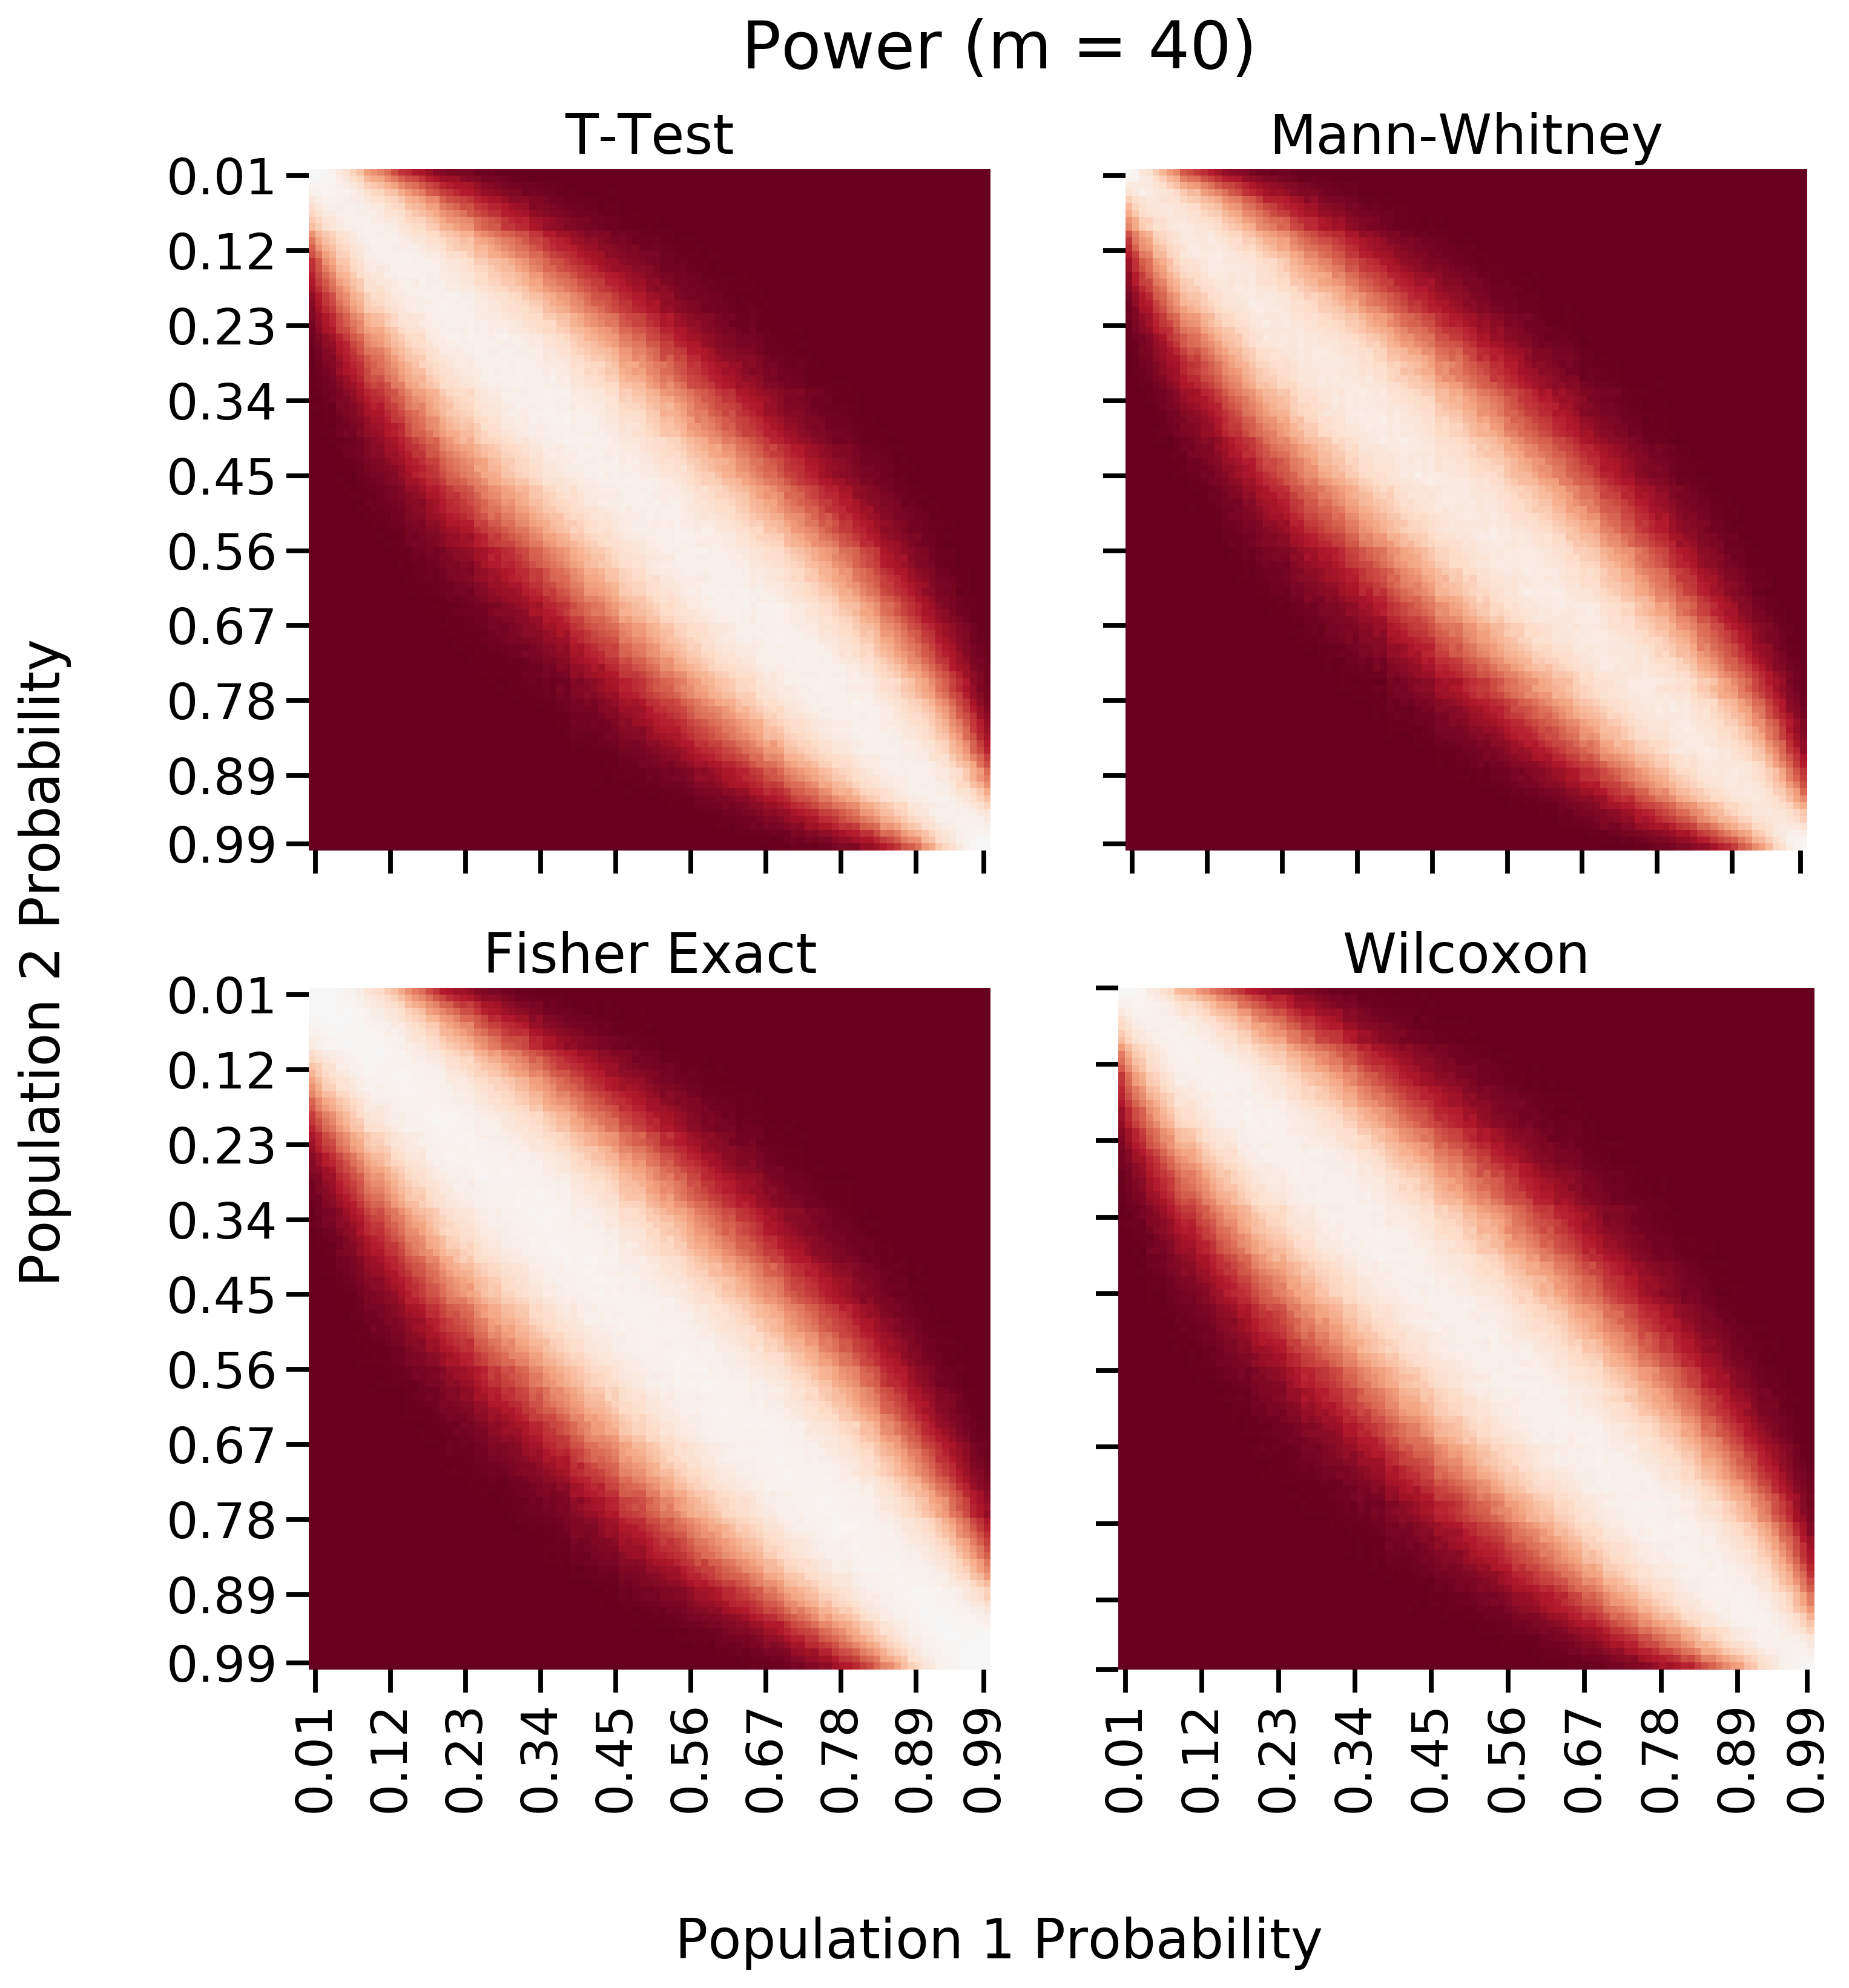 Power (m = 40)
T-Test
Mann-Whitney
0.01
0.12
0.23
0.34
0.45
0.56
0.67
0.78
0.89
0.99
Population 2 Probability
Fisher Exact
Wilcoxon
0.01
0.12
0.23
0.34
0.45
0.56
0.67
0.78
0.89
0.99
0.01 0.12 0.23 0.34 0.45 0.56 0.67 0.78 0.89 0.99
0.01 0.12 0.23 0.34 0.45 0.56 0.67 0.78 0.89 0.99
Population 1 Probability